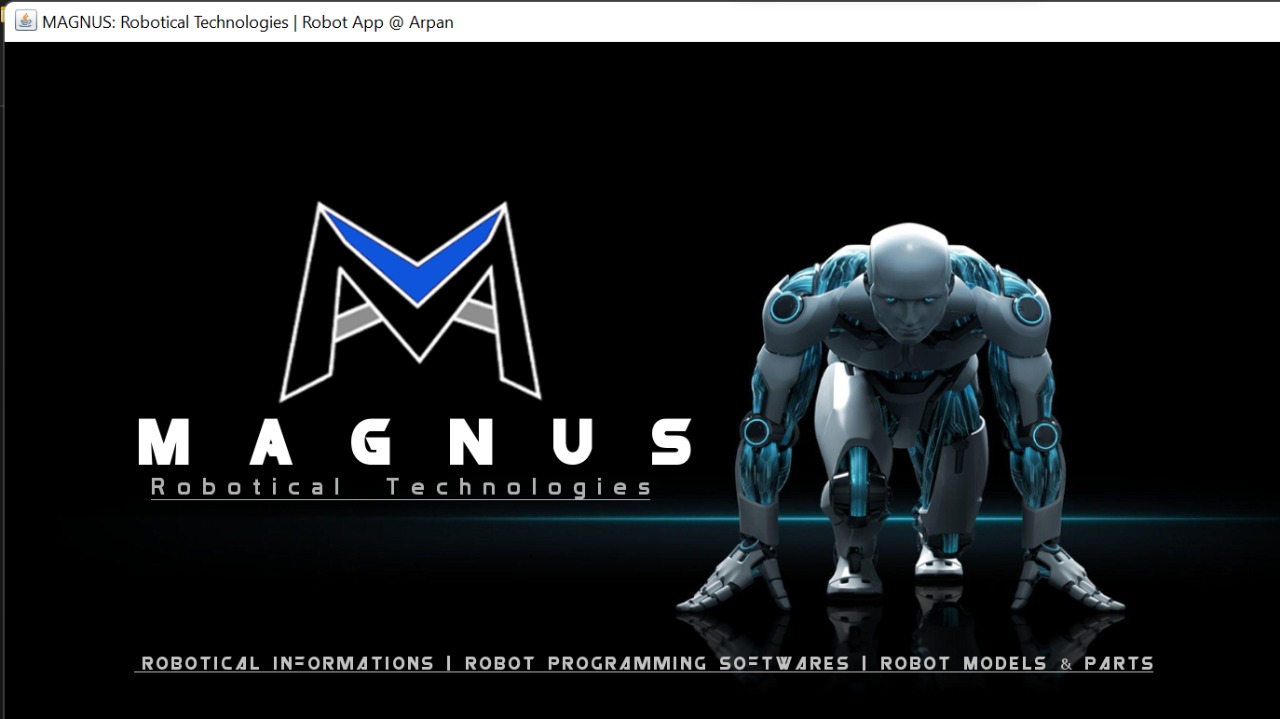 MAGNUS: Robotical Technologies | Robot App @ Arpan
MAGNUS
Robotical Technologies
ROBOTICAL INFORMATIONS | ROBOT PROGRAMMING SOFTWARES | ROBOT MODELS & PARTS